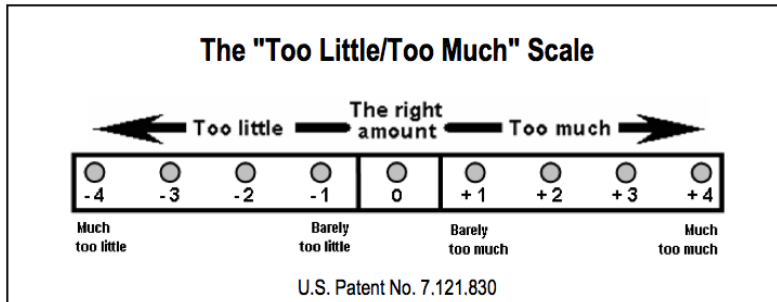 The "Too Little/Too Much" Scale
The right
Too little amount Too much
-4 -3 -2 -1 0 +1 +2 +3 +4
Much Barely Barely Much
too little too little too much too much
U.S. Patent No. 7.121.830